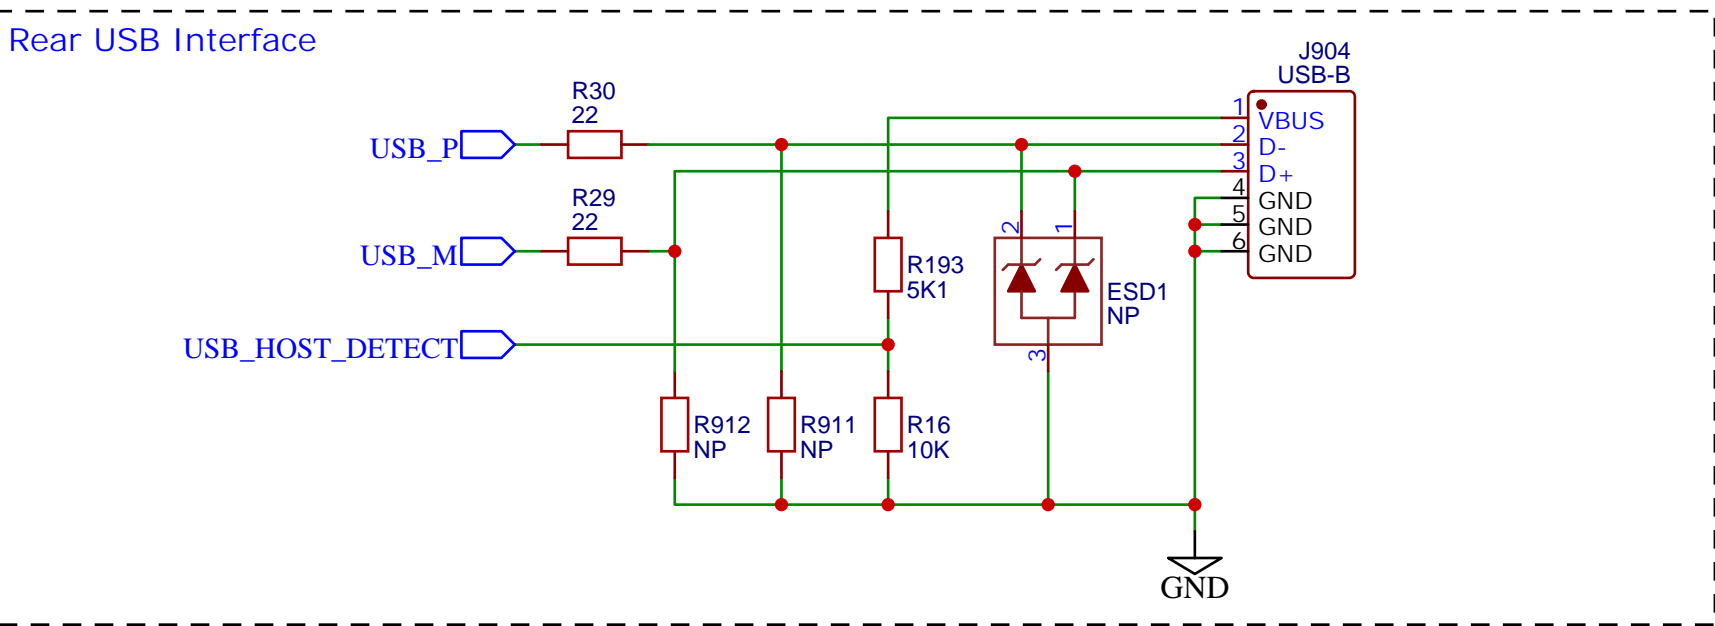 Rear USB Interface
J904
USB-B
R30
22
USB_P
1
VBUS
2
D-
3
D+
4
GND
5
GND
6
GND
R29
22
USB_M
2
1
R193
5K1
ESD1
NP
USB_HOST_DETECT
3
R912
NP
R911
NP
R16
10K
GND